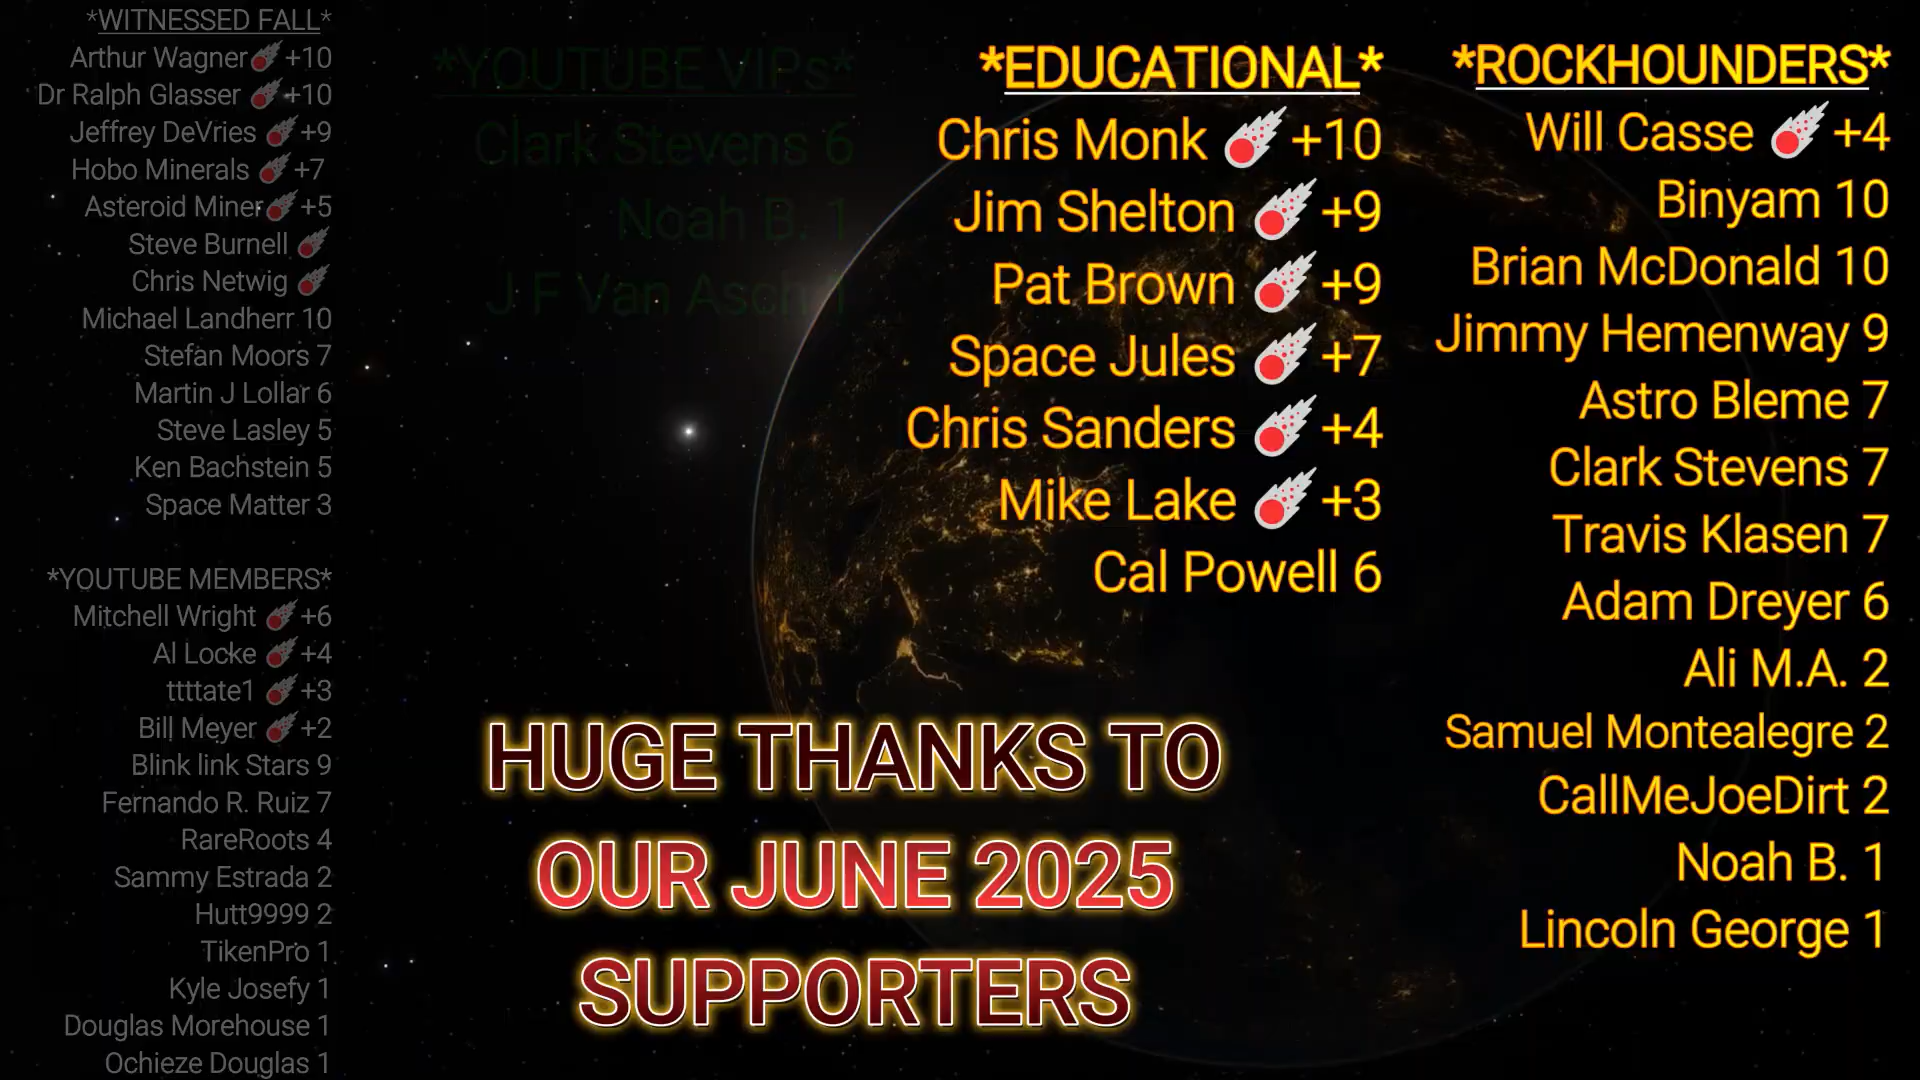 *WITNESSED FALL*
Arthur Wagner ☄ +10
Dr Ralph Glasser ☄ +10
Jeffrey DeVries ☄ +9
Hobo Minerals ☄ +7
Asteroid Miner ☄ +5
Steve Burnell ☄
Chris Netwig ☄
Michael Landherr 10
Stefan Moors 7
Martin J Lollar 6
Steve Lasley 5
Ken Bachstein 5
Space Matter 3
*YOUTUBE MEMBERS*
Mitchell Wright ☄ +6
Al Locke ☄ +4
ttttate1 ☄ +3
Bill Meyer ☄ +2
Blink link Stars 9
Fernando R. Ruiz 7
RareRoots 4
Sammy Estrada 2
Hutt9999 2
TikenPro 1
Kyle Josefy 1
Douglas Morehouse 1
Ochieze Douglas 1
*YOUTUBE VIPs*
Clark Stevens 6
Noah B. 1
J F Van Asch 1
*EDUCATIONAL*
Chris Monk ☄ +10
Jim Shelton ☄ +9
Pat Brown ☄ +9
Space Jules ☄ +7
Chris Sanders ☄ +4
Mike Lake ☄ +3
Cal Powell 6
*ROCKHOUNDERS*
Will Casse ☄ +4
Binyam 10
Brian McDonald 10
Jimmy Hemenway 9
Astro Bleme 7
Clark Stevens 7
Travis Klasen 7
Adam Dreyer 6
Ali M.A. 2
Samuel Montealegre 2
CallMeJoeDirt 2
Noah B. 1
Lincoln George 1
HUGE THANKS TO
OUR JUNE 2025
SUPPORTERS